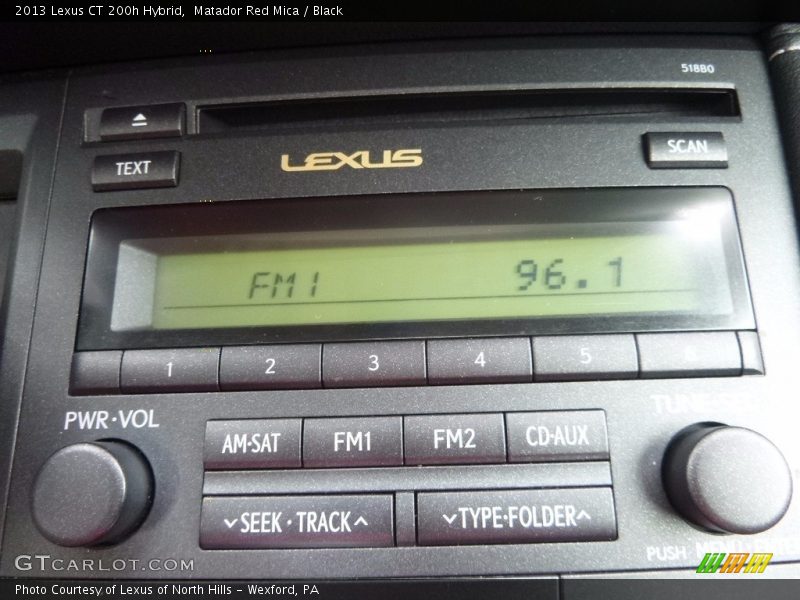 2013 Lexus CT 200h Hybrid,  Matador Red Mica / Black
518B0
TEXT
LEXUS
SCAN
FM1 96.1
1 2 3 4 5 6
PWR·VOL
AM·SAT FM1 FM2 CD·AUX
SEEK · TRACK
TYPE·FOLDER
PUSH
GTCARLOT.COM
Photo Courtesy of Lexus of North Hills - Wexford, PA